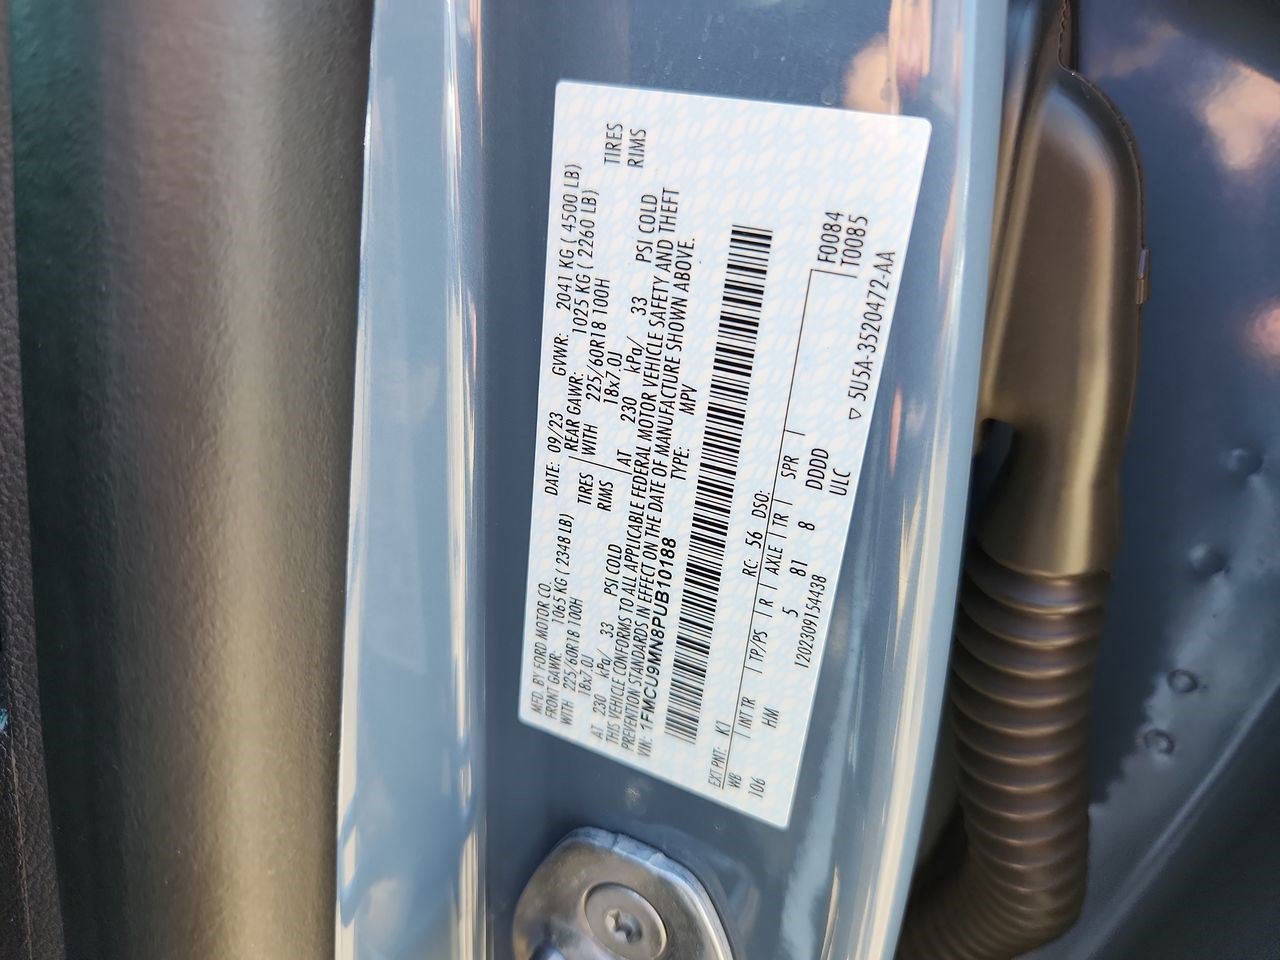 MFD. BY FORD MOTOR CO. DATE: 09/23 GVWR: 2041 KG ( 4500 LB)
FRONT GAWR: 1065 KG ( 2348 LB) REAR GAWR: 1025 KG ( 2260 LB)
WITH 225/60R18 100H TIRES WITH 225/60R18 100H TIRES
18x7.0J RIMS 18x7.0J RIMS
AT 230 kPa/ 33 PSI COLD AT 230 kPa/ 33 PSI COLD
THIS VEHICLE CONFORMS TO ALL APPLICABLE FEDERAL MOTOR VEHICLE SAFETY AND THEFT
PREVENTION STANDARDS IN EFFECT ON THE DATE OF MANUFACTURE SHOWN ABOVE.
VIN: 1FMCU9MN8PUB10188 TYPE: MPV
EXT PNT: K1 RC: 56 DSO:
WB INT TR TP/PS R AXLE TR SPR F0084
106 HM 5 81 8 DDDD T0085
ULC
1202309154438 5U5A-3520472-AA